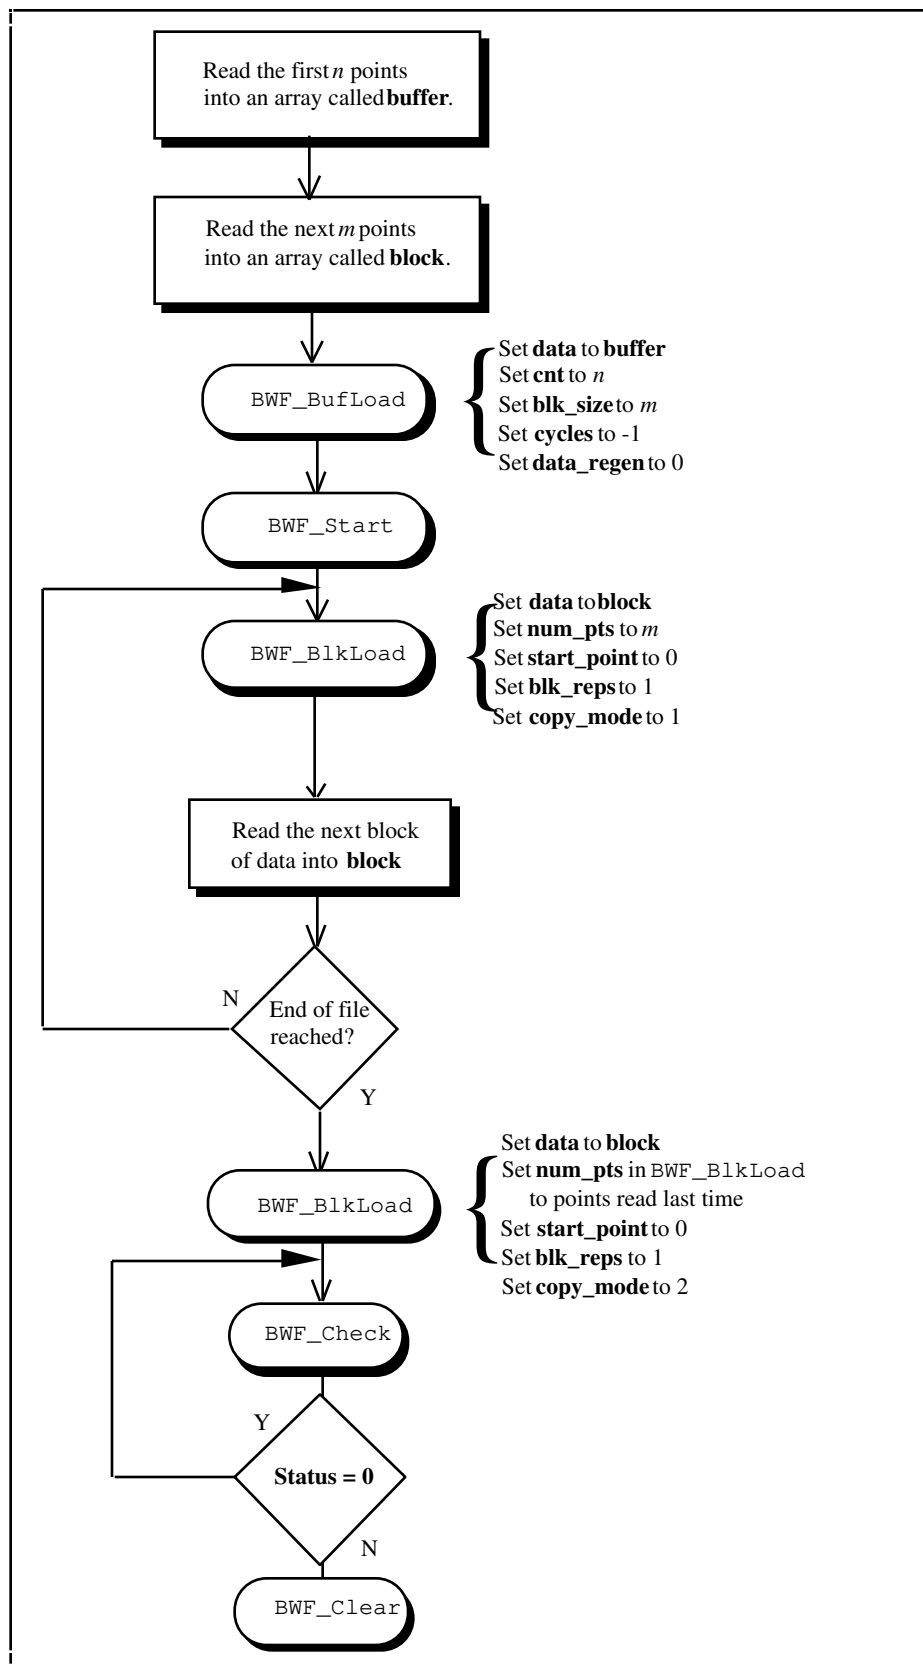 Read the first n points
into an array called buffer.
Read the next m points
into an array called block.
BWF_BufLoad
Set data to buffer
Set cnt to n
Set blk_size to m
Set cycles to -1
Set data_regen to 0
BWF_Start
BWF_BlkLoad
Set data to block
Set num_pts to m
Set start_point to 0
Set blk_reps to 1
Set copy_mode to 1
Read the next block
of data into block
N
End of file
reached?
Y
BWF_BlkLoad
Set data to block
Set num_pts in BWF_BlkLoad
to points read last time
Set start_point to 0
Set blk_reps to 1
Set copy_mode to 2
BWF_Check
Y
Status = 0
N
BWF_Clear